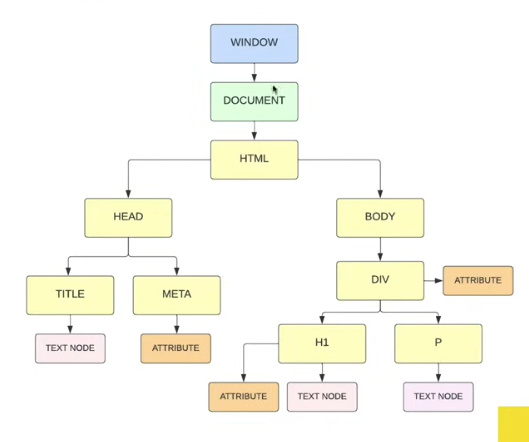 WINDOW
DOCUMENT
HTML
HEAD
BODY
TITLE
META
DIV
ATTRIBUTE
TEXT NODE
ATTRIBUTE
H1
P
ATTRIBUTE
TEXT NODE
TEXT NODE